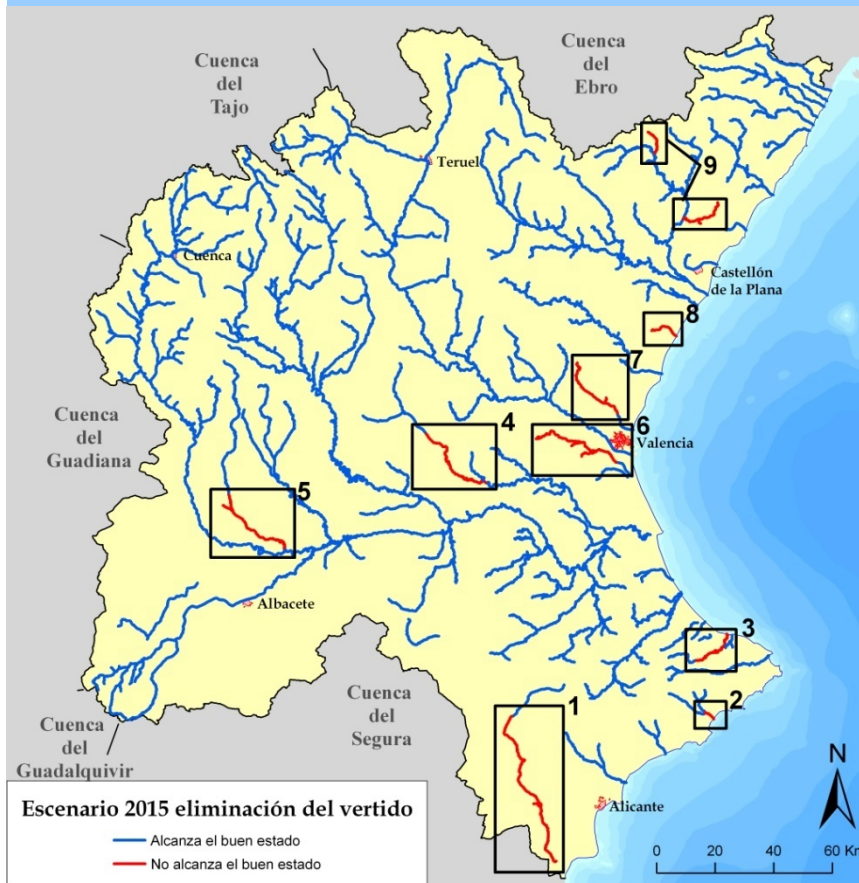 Cuenca
del
Tajo
Cuenca
del
Ebro
Teruel
9
Cuenca
Castellón
de la Plana
8
7
Cuenca
del
Guadiana
4
6
Valencia
5
Albacete
3
Cuenca
del
Segura
1
2
Cuenca
del
Guadalquivir
N
Alicante
Escenario 2015 eliminación del vertido
Alcanza el buen estado
No alcanza el buen estado
0 20 40 60 Km